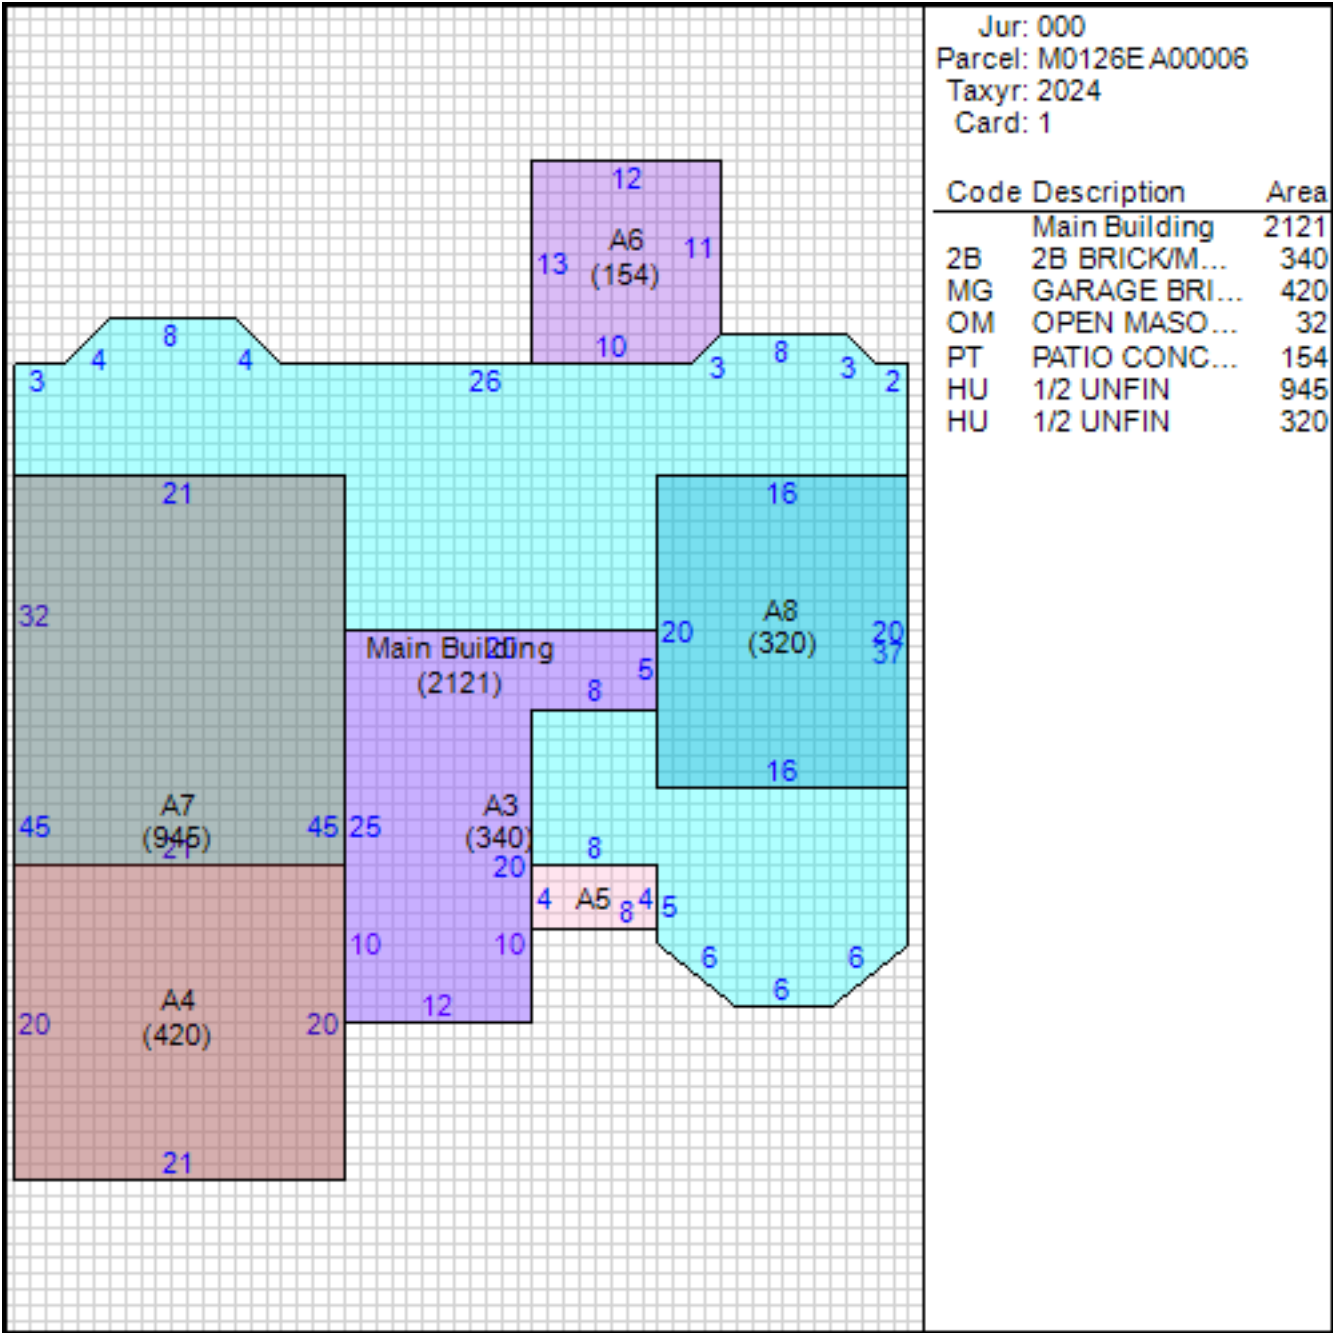 Jur: 000
Parcel: M0126E A00006
Taxyr: 2024
Card: 1
Code Description Area
Main Building 2121
2B 2B BRICK/M... 340
MG GARAGE BRI... 420
OM OPEN MASO... 32
PT PATIO CONC... 154
HU 1/2 UNFIN 945
HU 1/2 UNFIN 320
12
A6
13 (154) 11
10
8
4 4
3
26
3 8 3
2
21
16
32
A8
20 (320) 20
37
Main Building
20
(2121)
5
8
16
A7
(945)
45 45
21
25 A3
(340)
20
8
4 A5 4
8
5
10 10
6 6
6
12
A4
20 (420) 20
21